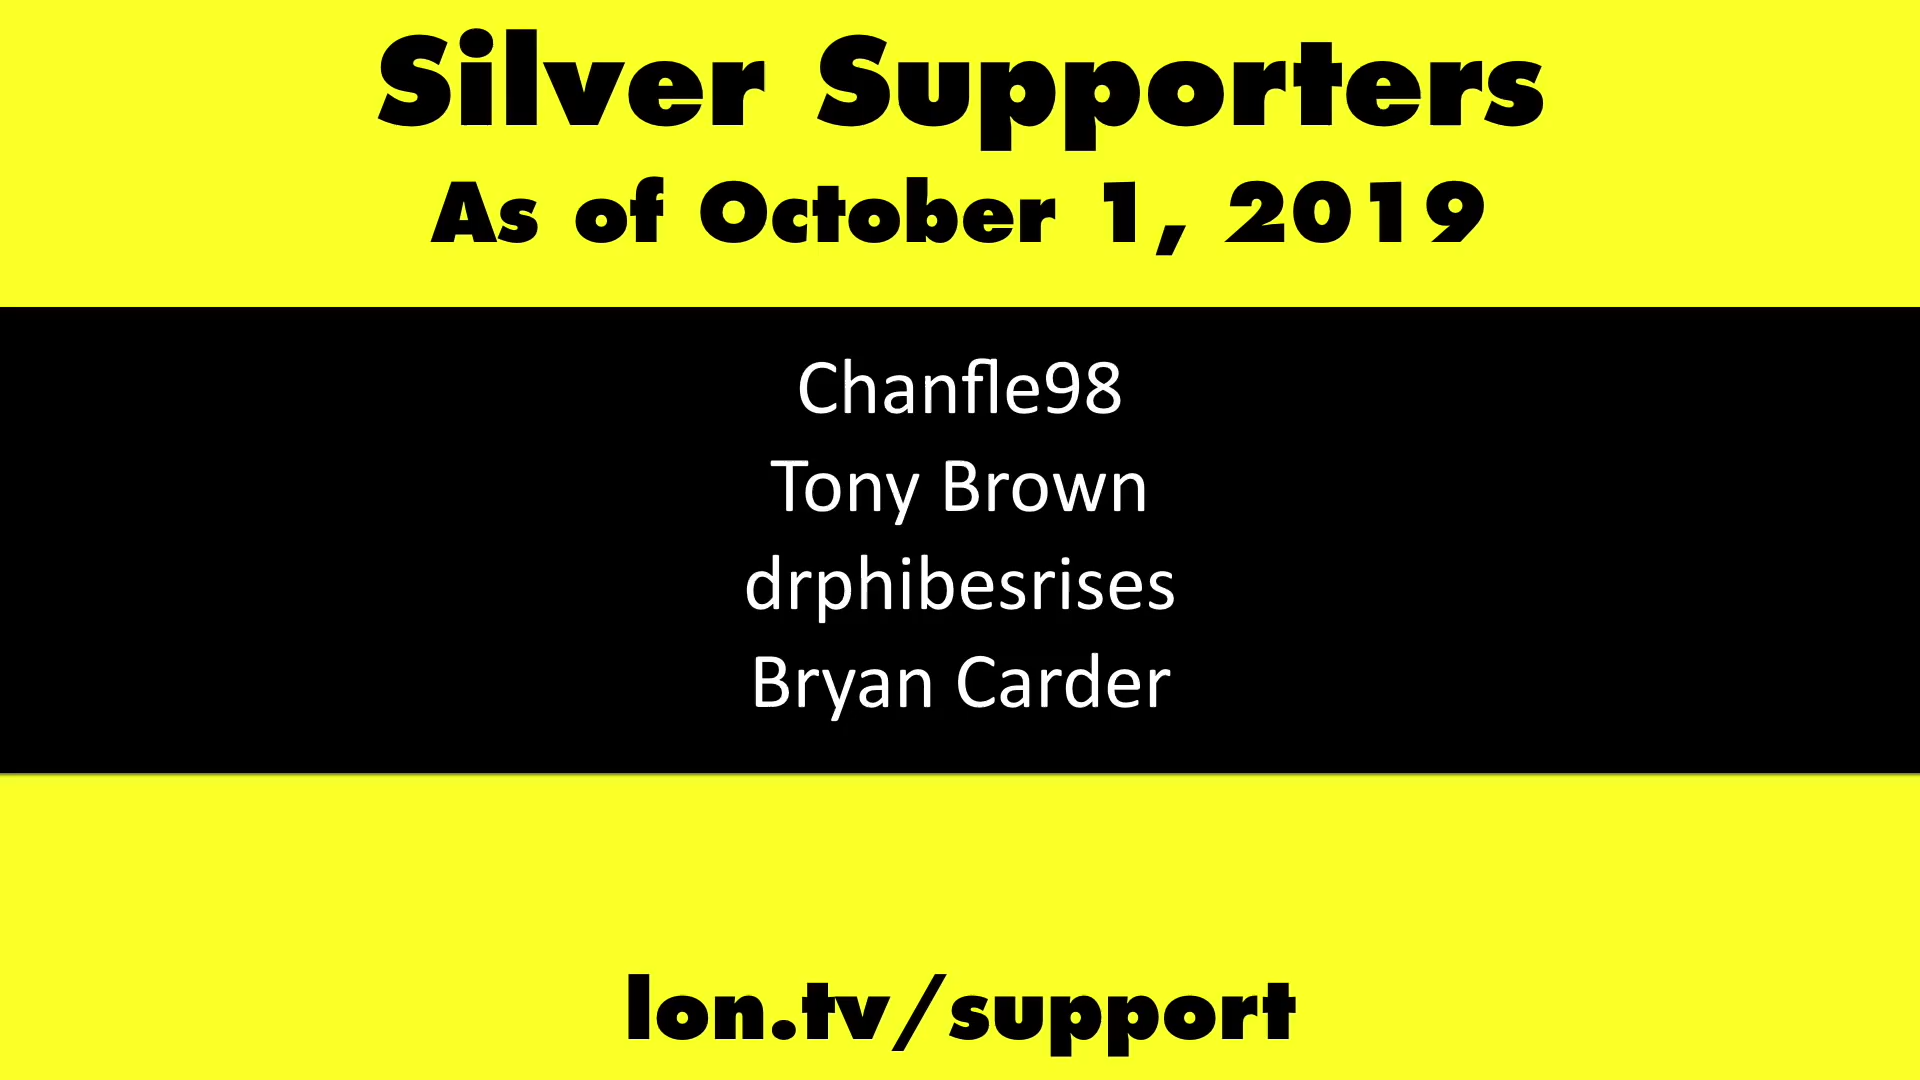 Silver Supporters
As of October 1, 2019
Chanfle98
Tony Brown
drphibesrises
Bryan Carder
lon.tv/support